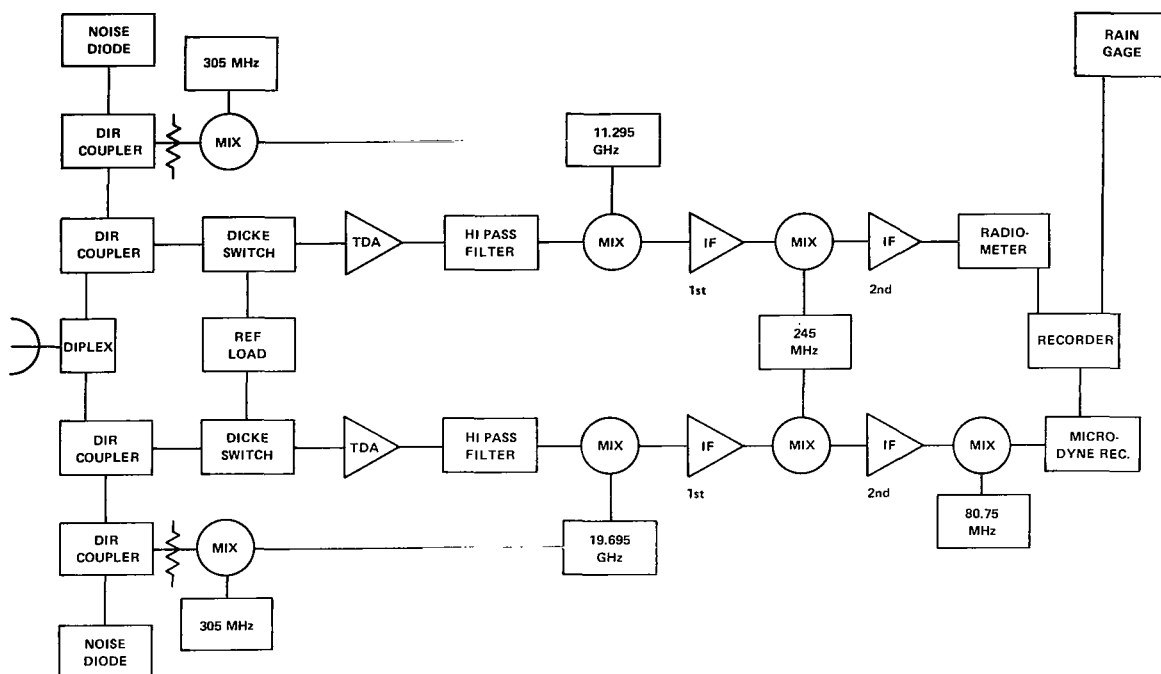 NOISE
DIODE
305 MHz
RAIN
GAGE
DIR
COUPLER
MIX
11.295
GHz
DIR
COUPLER
DICKE
SWITCH
TDA
HI PASS
FILTER
MIX
IF
1st
MIX
IF
2nd
RADIO-
METER
DIPLEX
REF
LOAD
245
MHz
RECORDER
DIR
COUPLER
DICKE
SWITCH
TDA
HI PASS
FILTER
MIX
IF
1st
MIX
IF
2nd
MIX
MICRO-
DYNE REC.
DIR
COUPLER
MIX
19.695
GHz
80.75
MHz
305 MHz
NOISE
DIODE